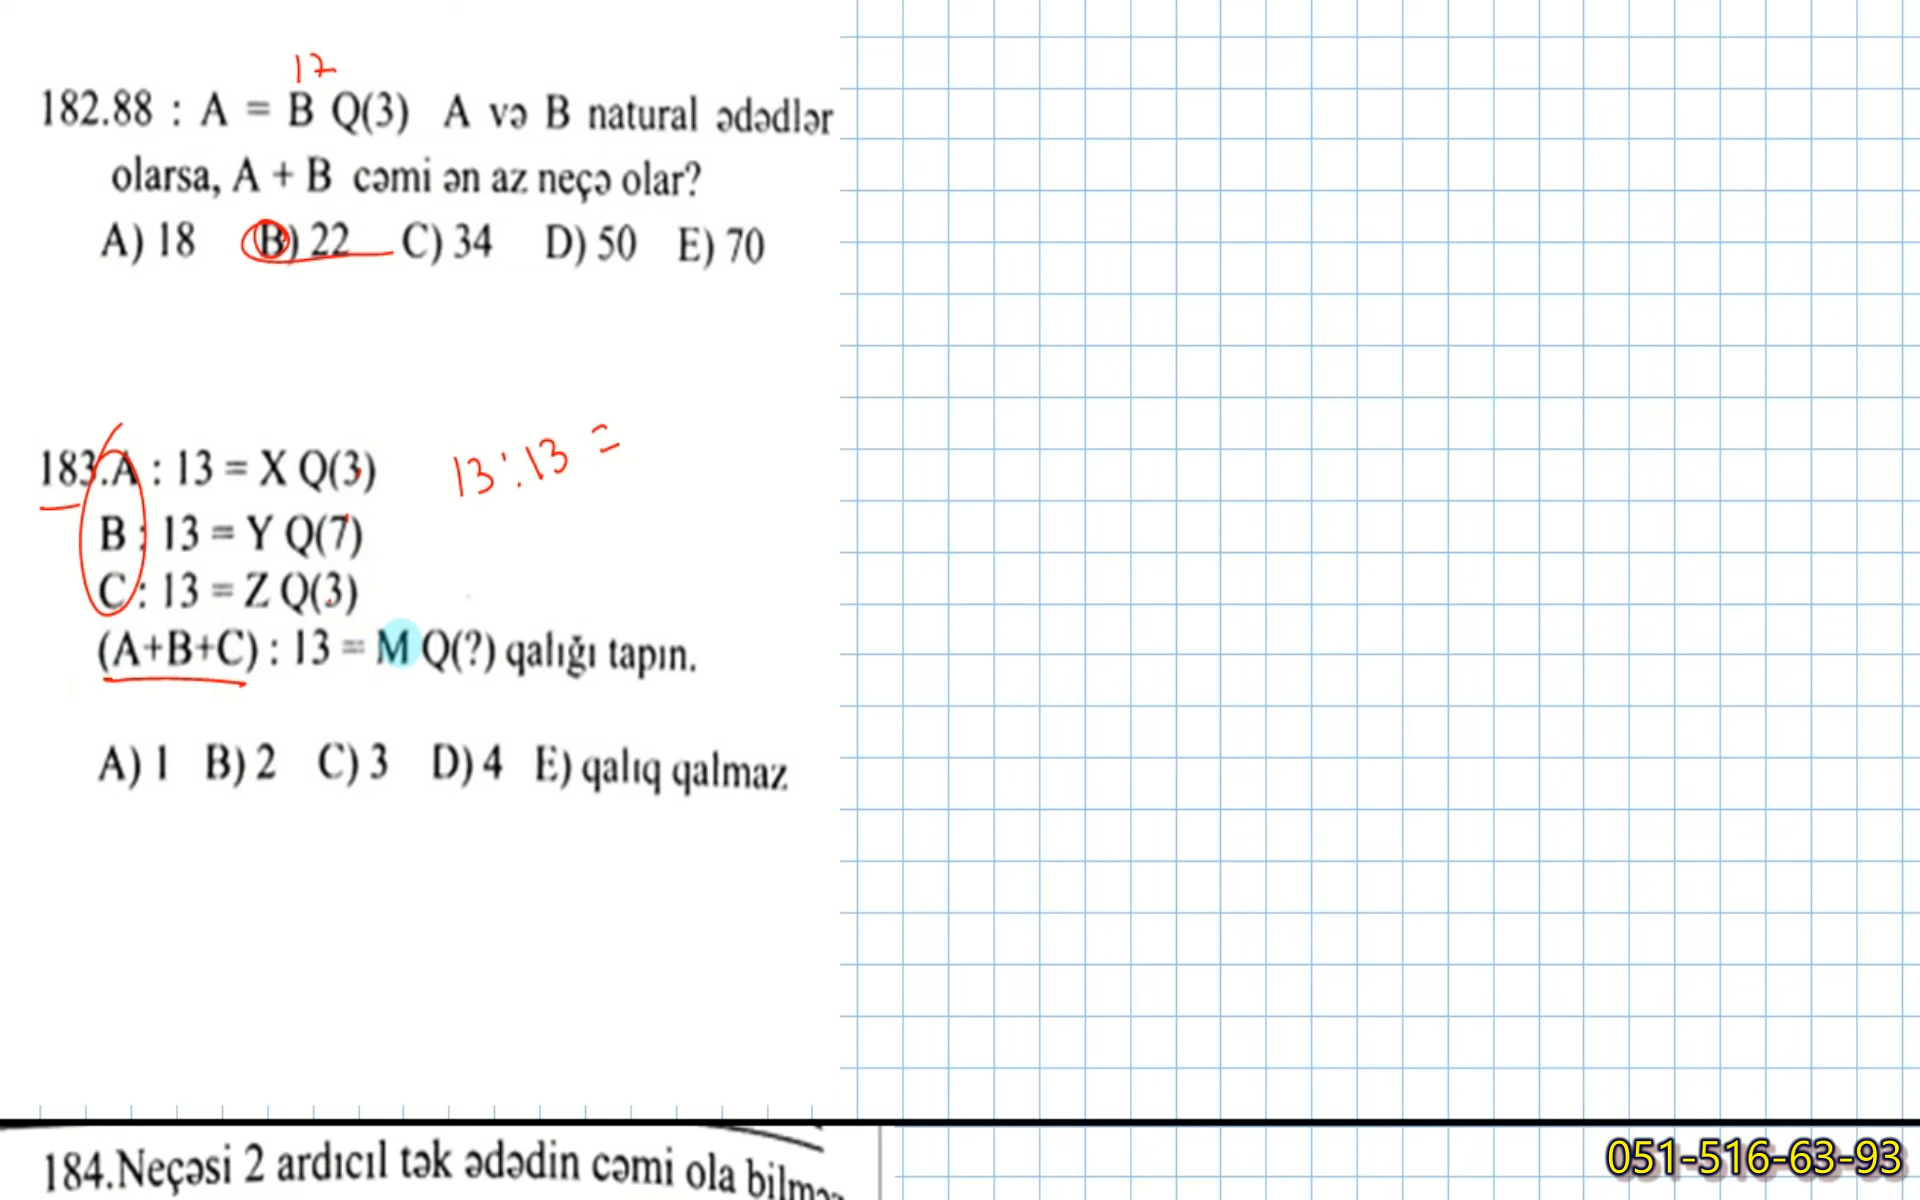 17
182.88 : A = B Q(3) A və B natural ədədlər
olarsa, A + B cəmi ən az neçə olar?
A) 18 B) 22 C) 34 D) 50 E) 70
183.A : 13 = X Q(3) 13 : 13 =
B : 13 = Y Q(7)
C : 13 = Z Q(3)
(A+B+C) : 13 = M Q(?) qalığı tapın.
A) 1 B) 2 C) 3 D) 4 E) qalıq qalmaz
184.Neçəsi 2 ardıcıl tək ədədin cəmi ola
051-516-63-93